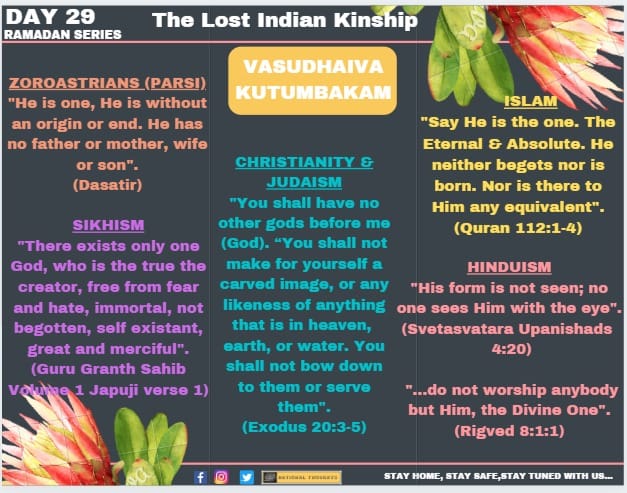 DAY 29
RAMADAN SERIES
The Lost Indian Kinship
VASUDHAIVA
KUTUMBAKAM
ZOROASTRIANS (PARSI)
"He is one, He is without
an origin or end. He has
no father or mother, wife
or son".
(Dasatir)
SIKHISM
"There exists only one
God, who is the true the
creator, free from fear
and hate, immortal, not
begotten, self existant,
great and merciful".
(Guru Granth Sahib
Volume 1 Japuji verse 1)
CHRISTIANITY &
JUDAISM
"You shall have no
other gods before me
(God). “You shall not
make for yourself a
carved image, or any
likeness of anything
that is in heaven,
earth, or water. You
shall not bow down
to them or serve
them".
(Exodus 20:3-5)
ISLAM
"Say He is the one. The
Eternal & Absolute. He
neither begets nor is
born. Nor is there to
Him any equivalent".
(Quran 112:1-4)
HINDUISM
"His form is not seen; no
one sees Him with the eye".
(Svetasvatara Upanishads
4:20)
"...do not worship anybody
but Him, the Divine One".
(Rigved 8:1:1)
RATIONAL THOUGHTS
STAY HOME, STAY SAFE,STAY TUNED WITH US...